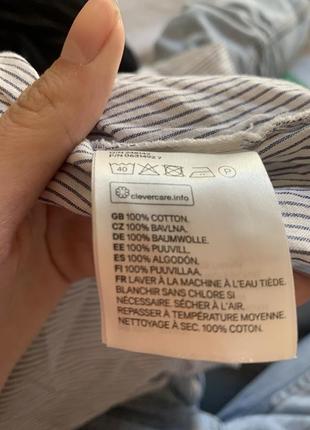 40 P
clevercare.info
GB 100% COTTON.
CZ 100% BAVLNA.
DE 100% BAUMWOLLE.
EE 100% PUUVILL.
ES 100% ALGODÓN.
FI 100% PUUVILLAA.
FR LAVER À LA MACHINE À L'EAU TIÈDE.
BLANCHIR SANS CHLORE SI
NÉCESSAIRE. SÉCHER À L'AIR.
REPASSER À TEMPÉRATURE MOYENNE.
NETTOYAGE À SEC. 100% COTON.